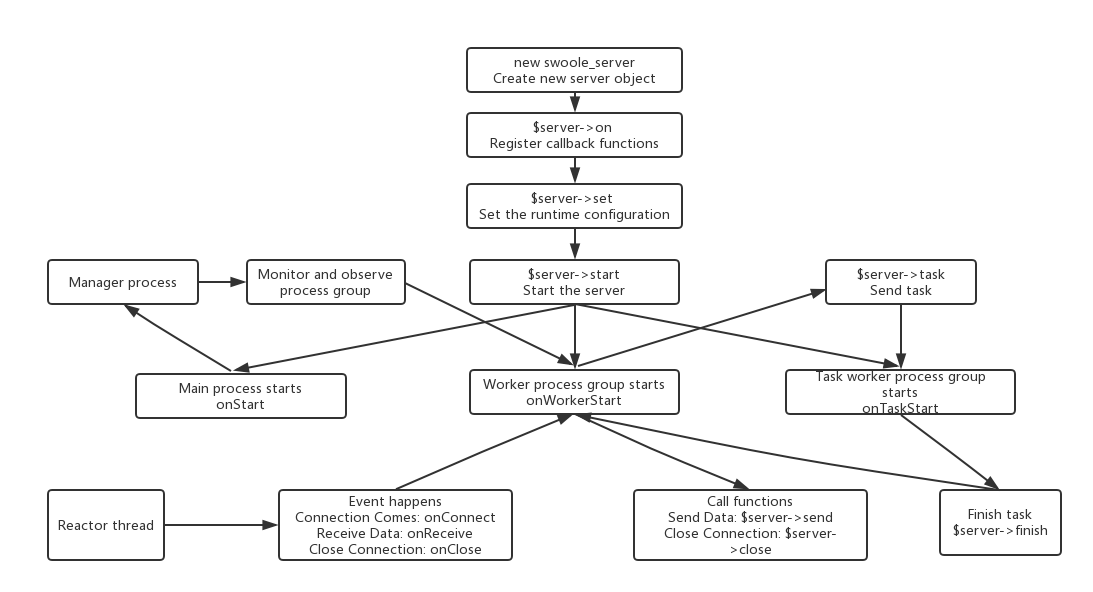 new swoole_server
Create new server object
$server->on
Register callback functions
$server->set
Set the runtime configuration
Manager process
Monitor and observe
process group
$server->start
Start the server
$server->task
Send task
Main process starts
onStart
Worker process group starts
onWorkerStart
Task worker process group
starts
onTaskStart
Reactor thread
Event happens
Connection Comes: onConnect
Receive Data: onReceive
Close Connection: onClose
Call functions
Send Data: $server->send
Close Connection: $server-
>close
Finish task
$server->finish